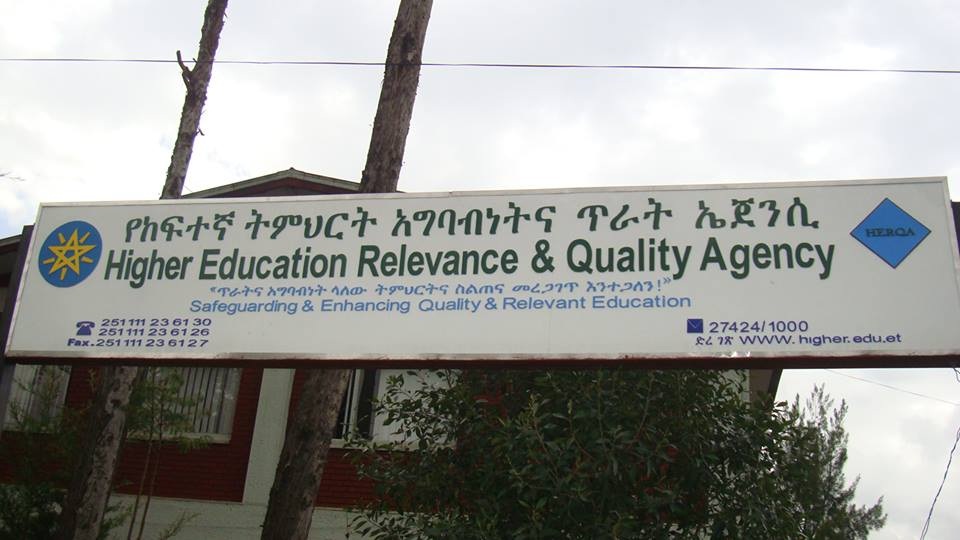 የከፍተኛ ትምህርት አግባብነትና ጥራት ኤጀንሲ
HERQA
Higher Education Relevance & Quality Agency
“ጥራትና አግባብነት ላለው ትምህርትና ስልጠና መረጋገጥ እንተጋለን!”
Safeguarding & Enhancing Quality & Relevant Education
251 111 23 61 30
251 111 23 61 26
Fax. 251 111 23 61 27
27424/1000
ድረ ገጽ WWW. higher.edu.et